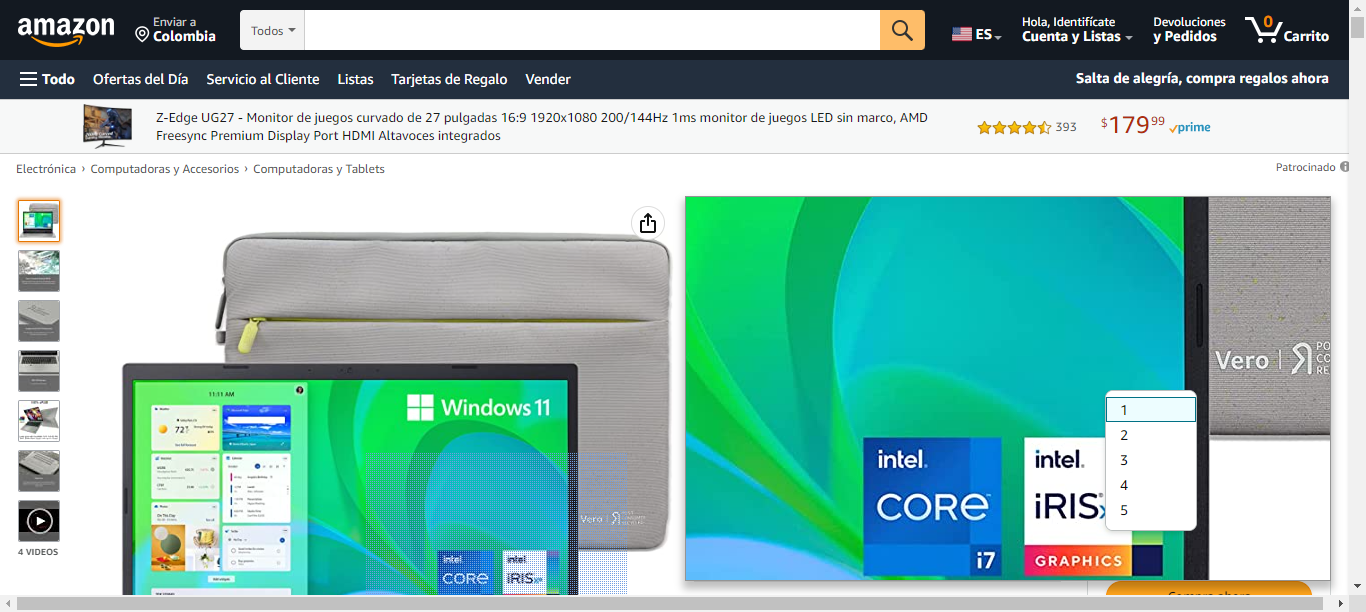 amazon
Enviar a
Colombia
Todos
ES
Hola, Identifícate
Cuenta y Listas
Devoluciones
y Pedidos
0
Carrito
Todo
Ofertas del Día
Servicio al Cliente
Listas
Tarjetas de Regalo
Vender
Salta de alegría, compra regalos ahora
Z-Edge UG27 - Monitor de juegos curvado de 27 pulgadas 16:9 1920x1080 200/144Hz 1ms monitor de juegos LED sin marco, AMD
Freesync Premium Display Port HDMI Altavoces integrados
393
$179.99
prime
Electrónica › Computadoras y Accesorios › Computadoras y Tablets
Patrocinado
4 VIDEOS
11:11 AM
Windows 11
72°
Vero
intel.
CORE
intel.
iRIS xe
Vero
intel.
CORE
i7
intel.
iRIS
GRAPHICS
1
2
3
4
5
Compra ahora